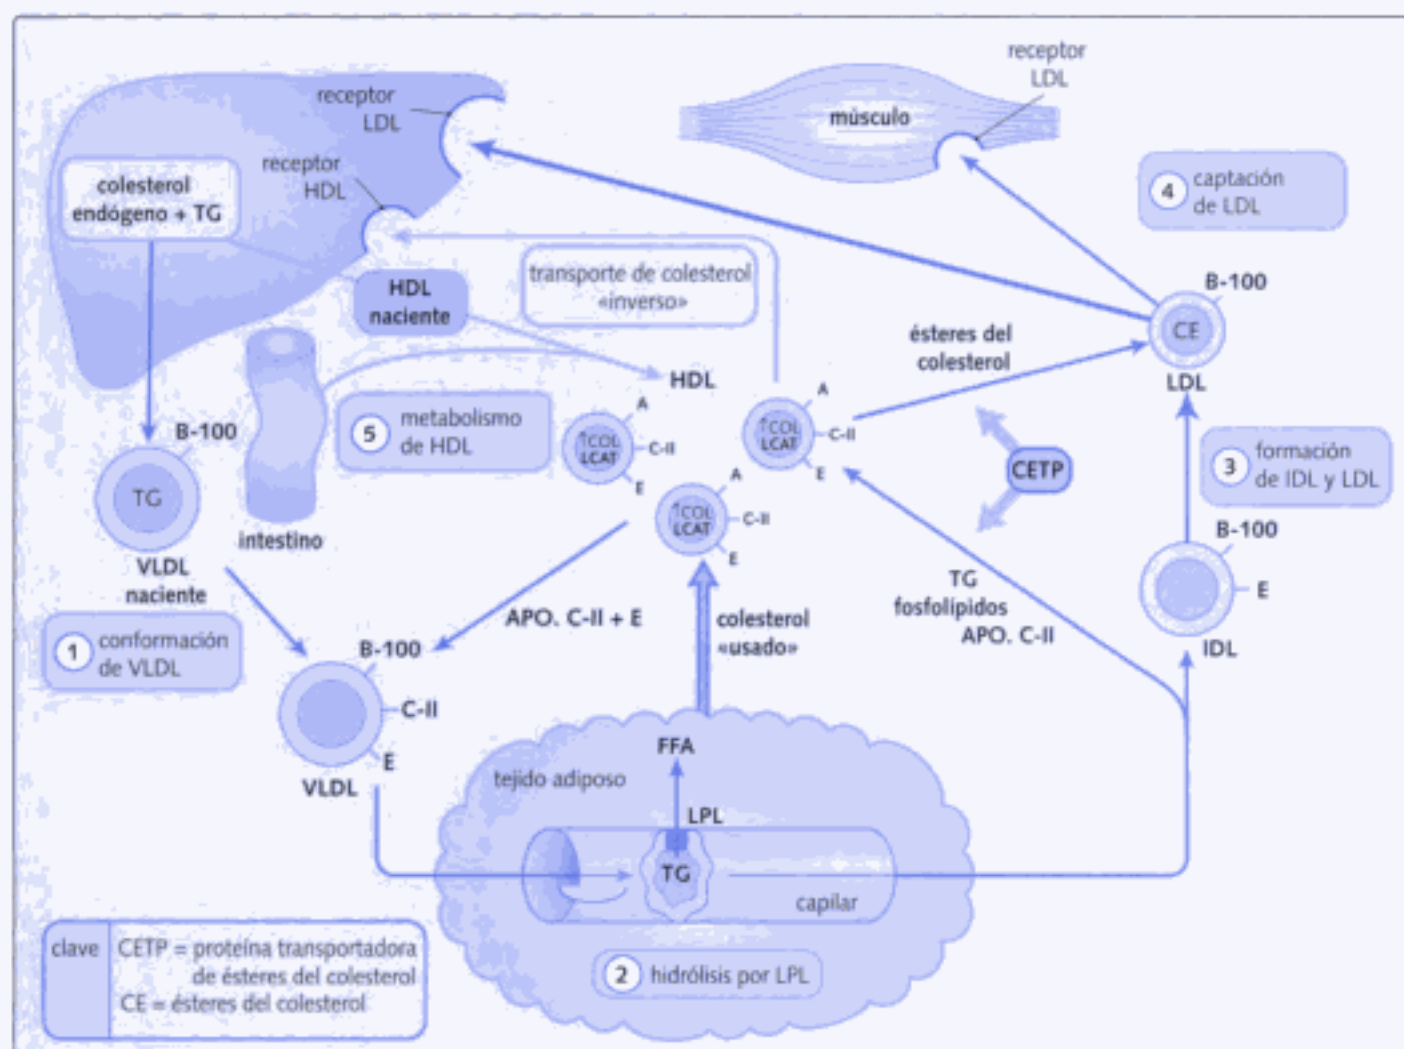 receptor
LDL
receptor
HDL
colesterol
endógeno + TG
HDL
naciente
transporte de colesterol
«inverso»
músculo
receptor
LDL
4 captación
de LDL
B-100
CE
LDL
ésteres del
colesterol
HDL
A
C-II
E
↑COL
LCAT
A
C-II
E
↑COL
LCAT
A
C-II
E
↑COL
LCAT
5 metabolismo
de HDL
CETP
3 formación
de IDL y LDL
B-100
E
IDL
B-100
TG
VLDL
naciente
intestino
1 conformación
de VLDL
APO. C-II + E
B-100
C-II
E
VLDL
colesterol
«usado»
TG
fosfolípidos
APO. C-II
FFA
tejido adiposo
LPL
TG
capilar
2 hidrólisis por LPL
clave
CETP = proteína transportadora
de ésteres del colesterol
CE = ésteres del colesterol